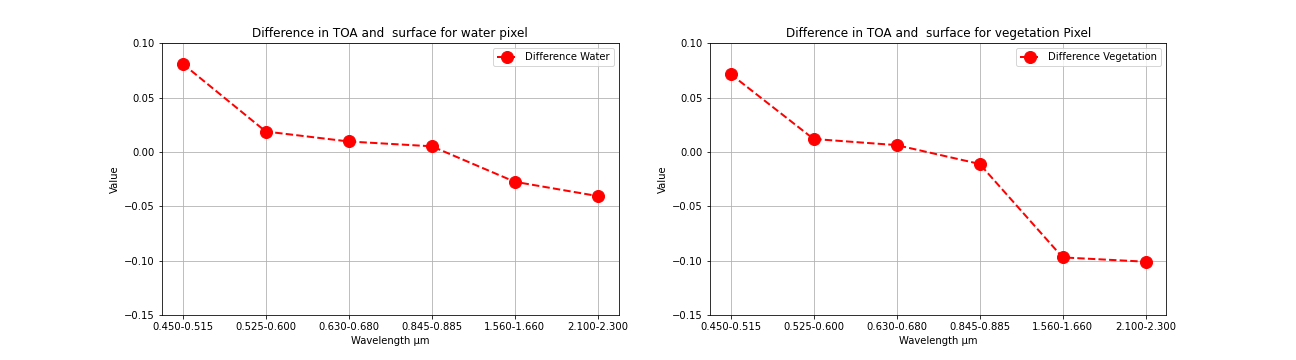 Difference in TOA and  surface for water pixel
Difference Water
0.10
0.05
0.00
−0.05
−0.10
−0.15
Value
0.450-0.515 0.525-0.600 0.630-0.680 0.845-0.885 1.560-1.660 2.100-2.300
Wavelength μm
Difference in TOA and  surface for vegetation Pixel
Difference Vegetation
0.10
0.05
0.00
−0.05
−0.10
−0.15
Value
0.450-0.515 0.525-0.600 0.630-0.680 0.845-0.885 1.560-1.660 2.100-2.300
Wavelength μm